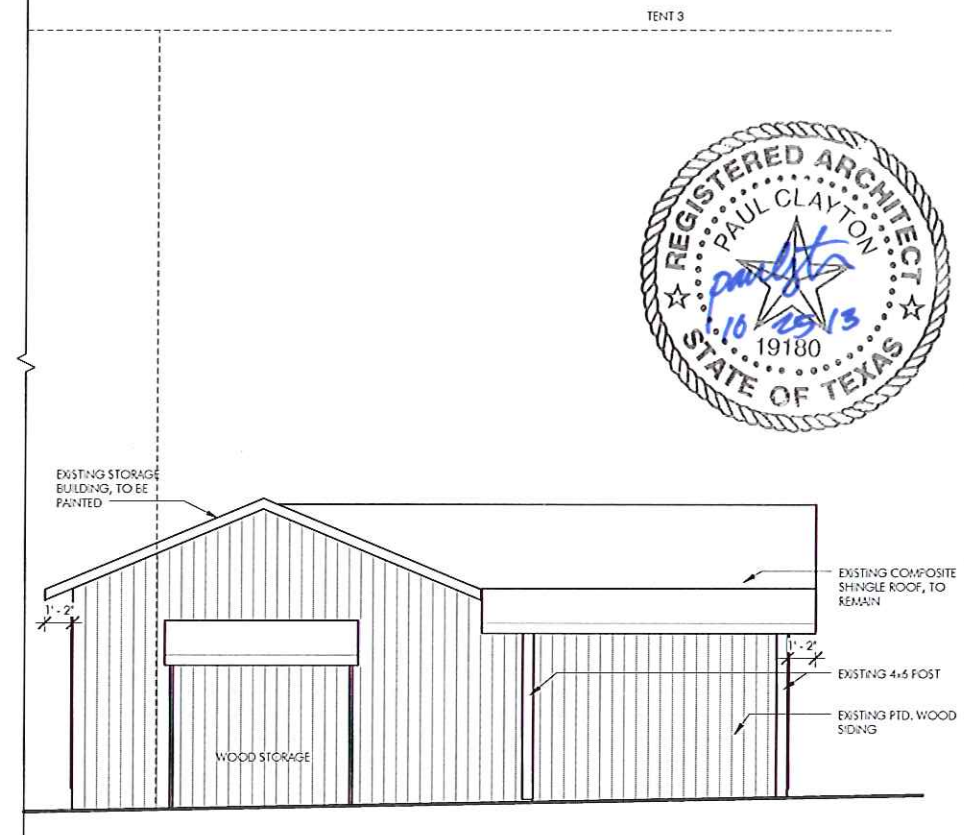 TENT 3
REGISTERED ARCHITECT
PAUL CLAYTON
10 25 13
19180
STATE OF TEXAS
EXISTING STORAGE
BUILDING, TO BE
PAINTED
1' - 2"
EXISTING COMPOSITE
SHINGLE ROOF, TO
REMAIN
1' - 2"
EXISTING 4x6 POST
EXISTING PTD. WOOD
SIDING
WOOD STORAGE